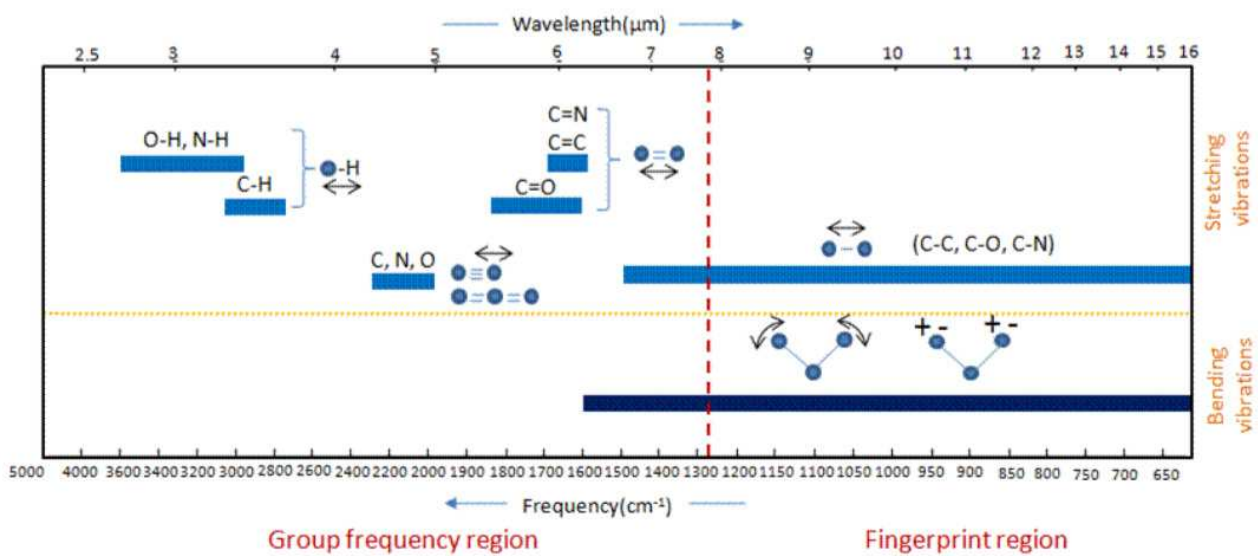 Wavelength(μm)
2.5 3 4 5 6 7 8 9 10 11 12 13 14 15 16
C=N
O-H, N-H
C=C
-H
C-H
C=O
(C-C, C-O, C-N)
C, N, O
Stretching
vibrations
+ - + -
Bending
vibrations
5000 4000 3600 3200 3000 2800 2600 2400 2200 2000 1900 1800 1700 1600 1500 1400 1300 1200 1150 1100 1050 1000 950 900 850 800 750 700 650
Frequency(cm⁻¹)
Group frequency region
Fingerprint region